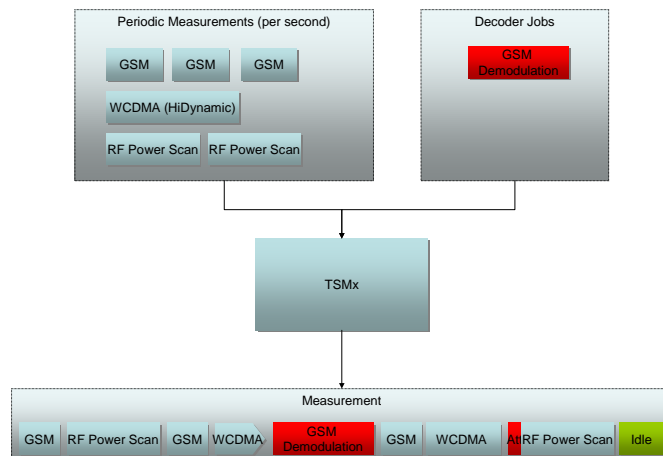 Periodic Measurements (per second)
GSM GSM GSM
WCDMA (HiDynamic)
RF Power Scan RF Power Scan
Decoder Jobs
GSM
Demodulation
TSMx
Measurement
GSM RF Power Scan GSM WCDMA GSM
Demodulation GSM WCDMA RF Power Scan Idle